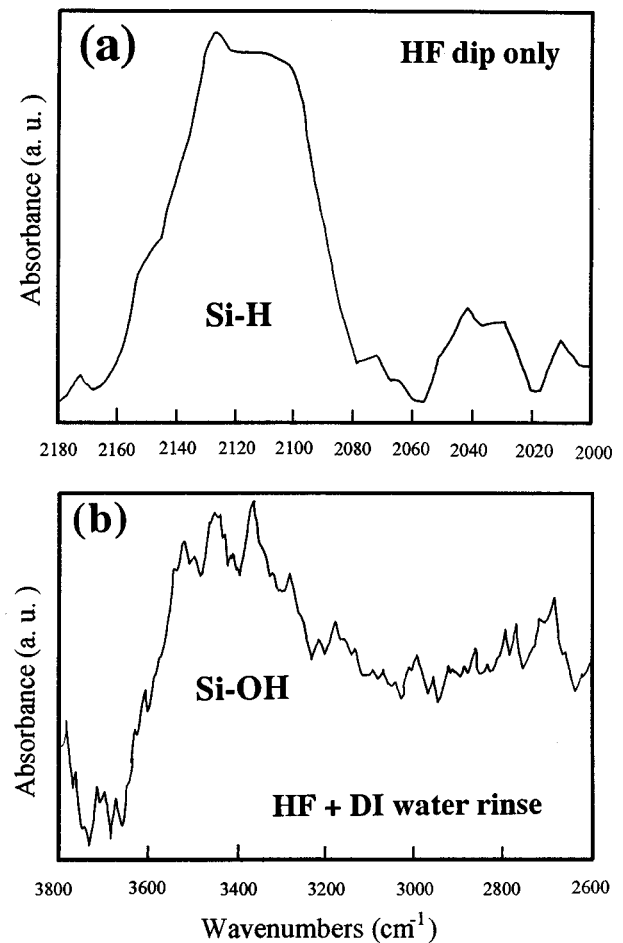 (a)
HF dip only
Absorbance (a. u.)
Si-H
2180 2160 2140 2120 2100 2080 2060 2040 2020 2000
(b)
Absorbance (a. u.)
Si-OH
HF + DI water rinse
3800 3600 3400 3200 3000 2800 2600
Wavenumbers (cm⁻¹)